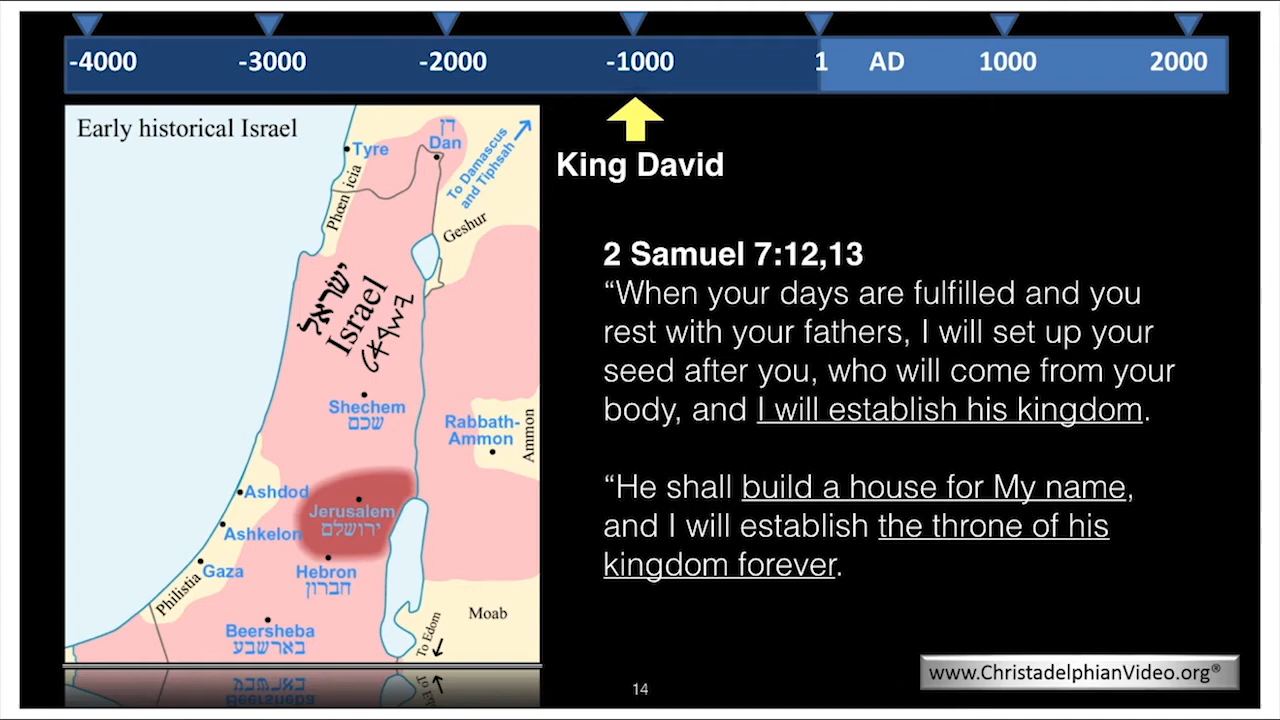 -4000 -3000 -2000 -1000 1 AD 1000 2000
King David
Early historical Israel
Tyre
דן
Dan
To Damascus
and Tiphsah
Phœnicia
Geshur
ישׂראל
Israel
𐤉𐤔𐤓𐤀𐤋
Shechem
שכם
Rabbath-
Ammon
Ammon
Ashdod
Jerusalem
ירושלם
Ashkelon
Gaza
Hebron
חברון
Philistia
Beersheba
בארשבע
Moab
To Edom
2 Samuel 7:12,13
“When your days are fulfilled and you
rest with your fathers, I will set up your
seed after you, who will come from your
body, and I will establish his kingdom.
“He shall build a house for My name,
and I will establish the throne of his
kingdom forever.
14
www.ChristadelphianVideo.org®